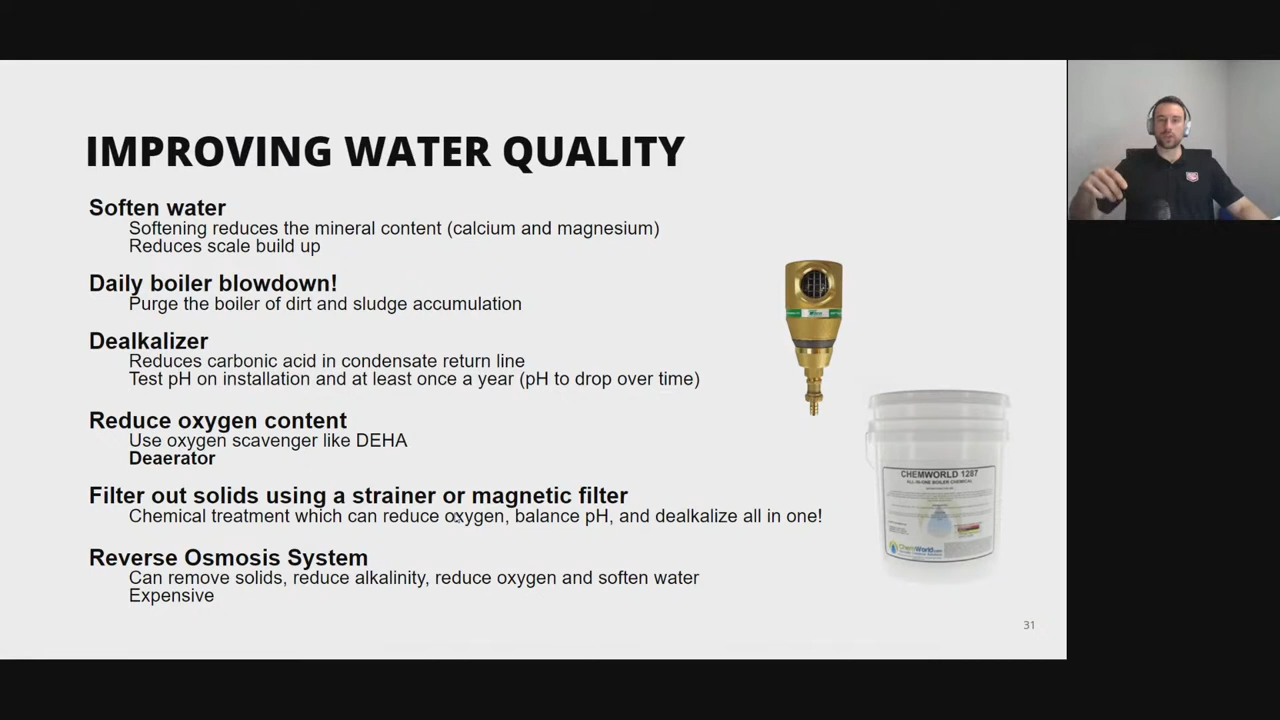 IMPROVING WATER QUALITY
Soften water
Softening reduces the mineral content (calcium and magnesium)
Reduces scale build up
Daily boiler blowdown!
Purge the boiler of dirt and sludge accumulation
Dealkalizer
Reduces carbonic acid in condensate return line
Test pH on installation and at least once a year (pH to drop over time)
Reduce oxygen content
Use oxygen scavenger like DEHA
Deaerator
Filter out solids using a strainer or magnetic filter
Chemical treatment which can reduce oxygen, balance pH, and dealkalize all in one!
Reverse Osmosis System
Can remove solids, reduce alkalinity, reduce oxygen and soften water
Expensive
CHEMWORLD 1287
ALL-IN-ONE BOILER CHEMICAL
ChemWorld.com
31